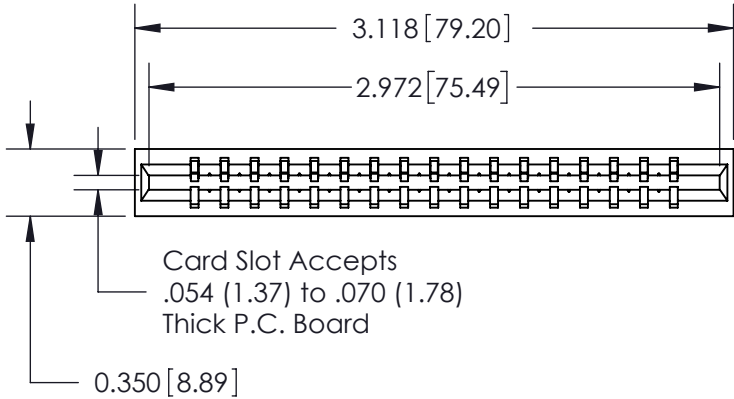 3.118 [79.20]
2.972 [75.49]
Card Slot Accepts
.054 (1.37) to .070 (1.78)
Thick P.C. Board
0.350 [8.89]